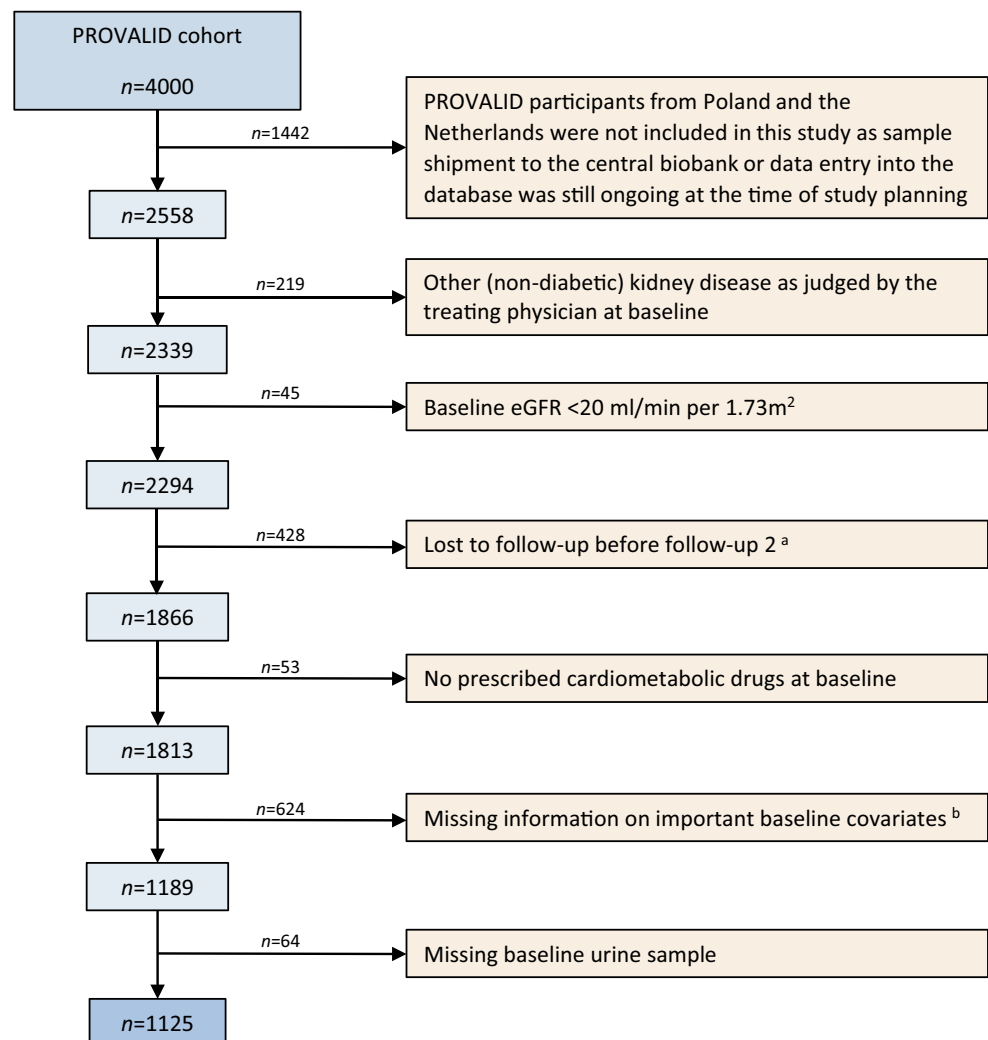 PROVALID cohort
n=4000
n=1442
PROVALID participants from Poland and the
Netherlands were not included in this study as sample
shipment to the central biobank or data entry into the
database was still ongoing at the time of study planning
n=2558
n=219
Other (non-diabetic) kidney disease as judged by the
treating physician at baseline
n=2339
n=45
Baseline eGFR <20 ml/min per 1.73m²
n=2294
n=428
Lost to follow-up before follow-up 2 ᵃ
n=1866
n=53
No prescribed cardiometabolic drugs at baseline
n=1813
n=624
Missing information on important baseline covariates ᵇ
n=1189
n=64
Missing baseline urine sample
n=1125